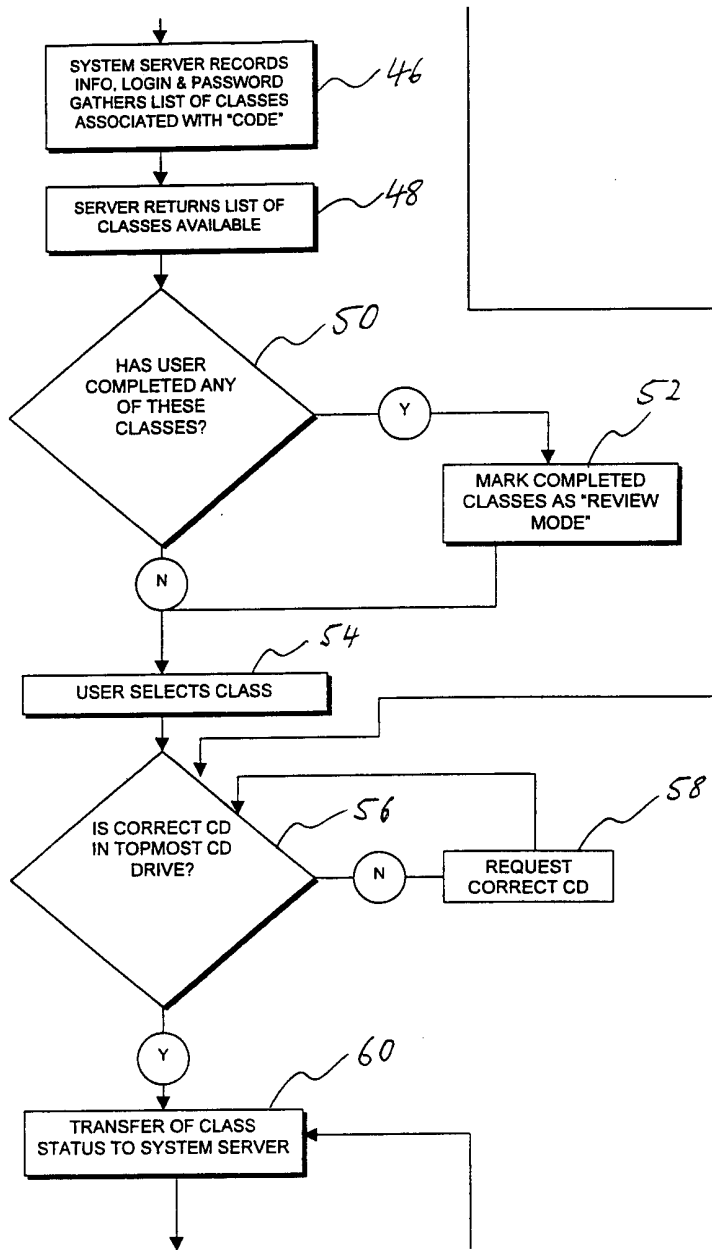 SYSTEM SERVER RECORDS
INFO, LOGIN & PASSWORD
GATHERS LIST OF CLASSES
ASSOCIATED WITH "CODE"
46
SERVER RETURNS LIST OF
CLASSES AVAILABLE
48
HAS USER
COMPLETED ANY
OF THESE
CLASSES?
50
Y
52
MARK COMPLETED
CLASSES AS "REVIEW
MODE"
N
54
USER SELECTS CLASS
IS CORRECT CD
IN TOPMOST CD
DRIVE?
56
N
58
REQUEST
CORRECT CD
Y
60
TRANSFER OF CLASS
STATUS TO SYSTEM SERVER